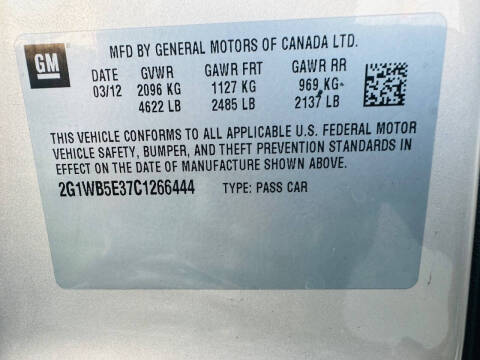 MFD BY GENERAL MOTORS OF CANADA LTD.
GM
DATE GVWR GAWR FRT GAWR RR
03/12 2096 KG 1127 KG 969 KG
4622 LB 2485 LB 2137 LB
THIS VEHICLE CONFORMS TO ALL APPLICABLE U.S. FEDERAL MOTOR
VEHICLE SAFETY, BUMPER, AND THEFT PREVENTION STANDARDS IN
EFFECT ON THE DATE OF MANUFACTURE SHOWN ABOVE.
2G1WB5E37C1266444 TYPE: PASS CAR